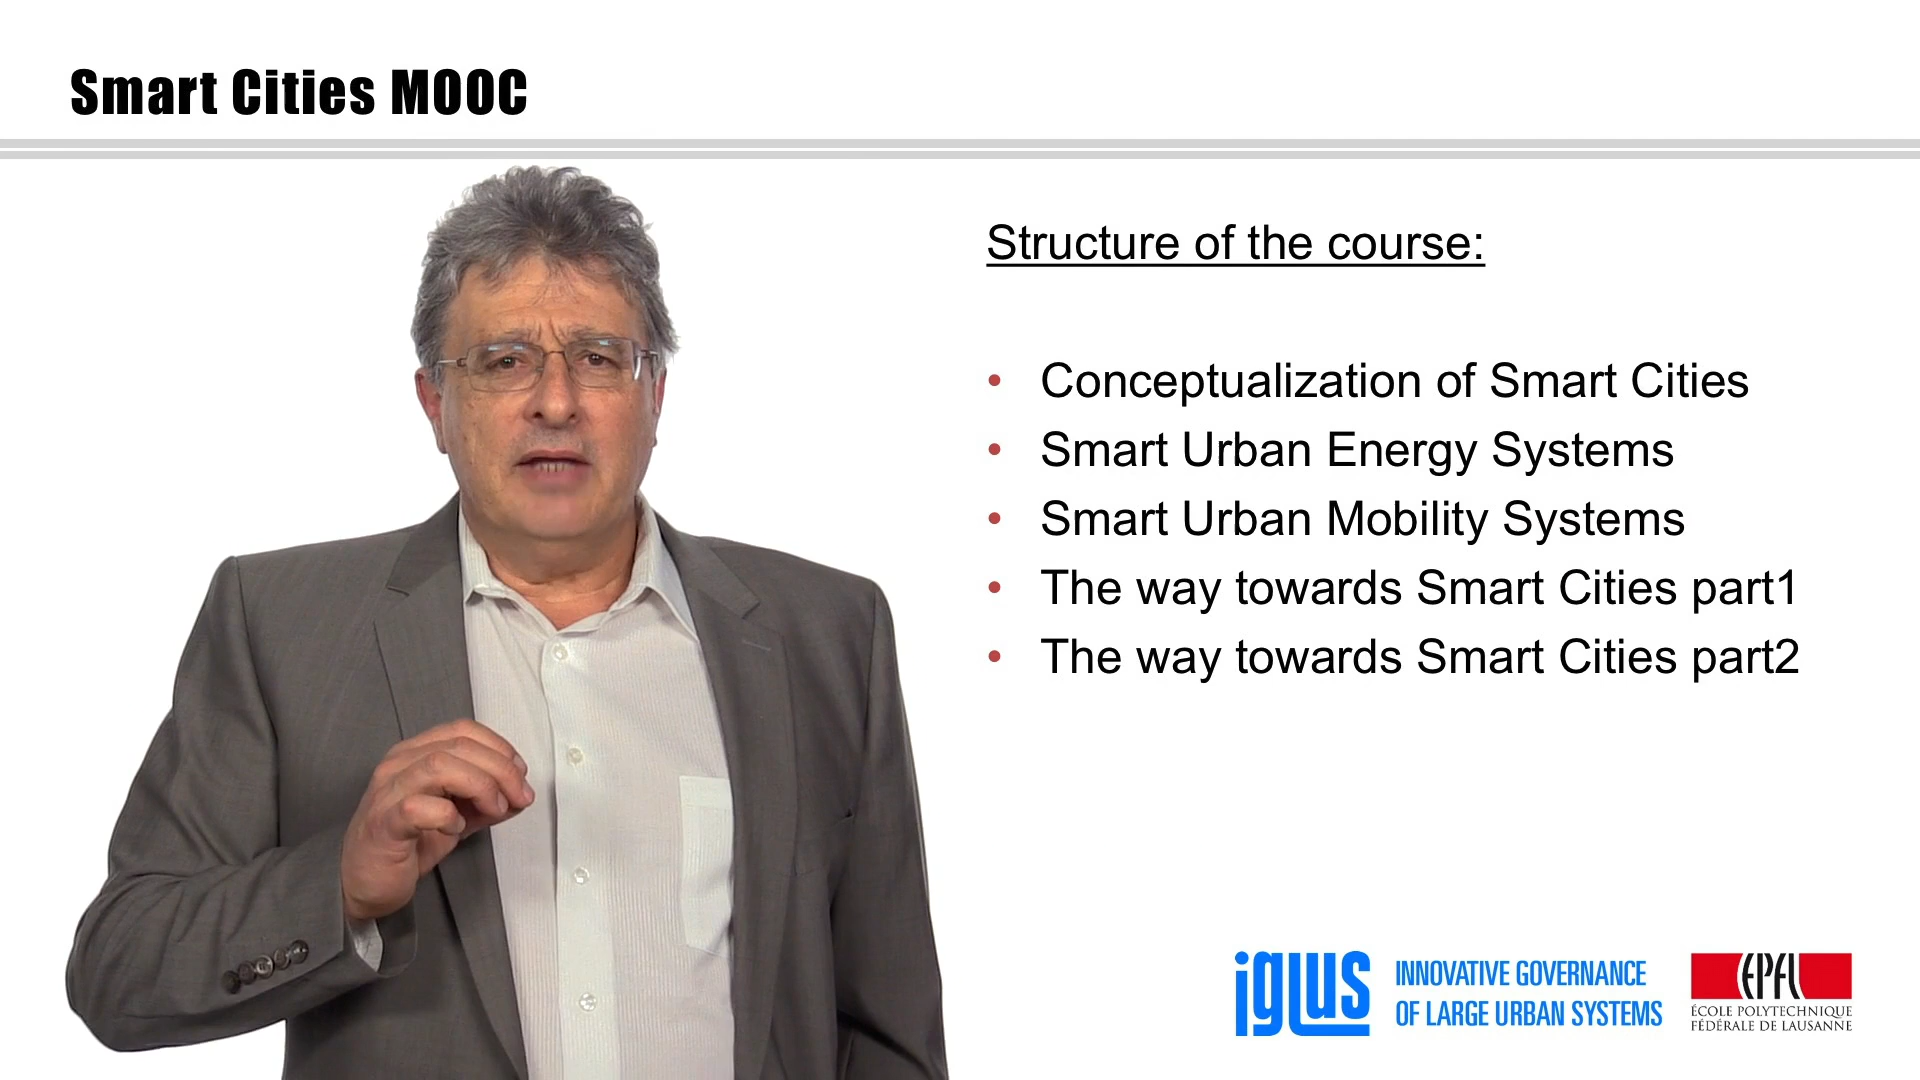 Smart Cities MOOC
Structure of the course:
• Conceptualization of Smart Cities
• Smart Urban Energy Systems
• Smart Urban Mobility Systems
• The way towards Smart Cities part1
• The way towards Smart Cities part2
iglus
INNOVATIVE GOVERNANCE
OF LARGE URBAN SYSTEMS
EPFL
ÉCOLE POLYTECHNIQUE
FÉDÉRALE DE LAUSANNE